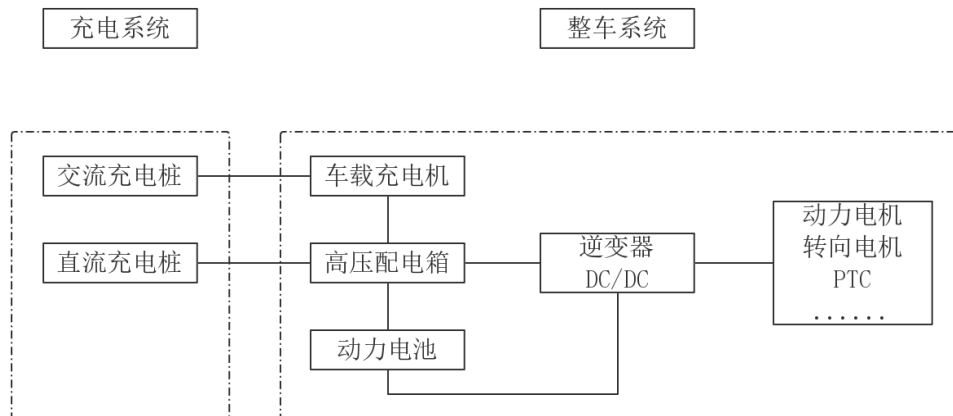 充电系统
整车系统
交流充电桩
车载充电机
直流充电桩
高压配电箱
逆变器
DC/DC
动力电机
转向电机
PTC
......
动力电池